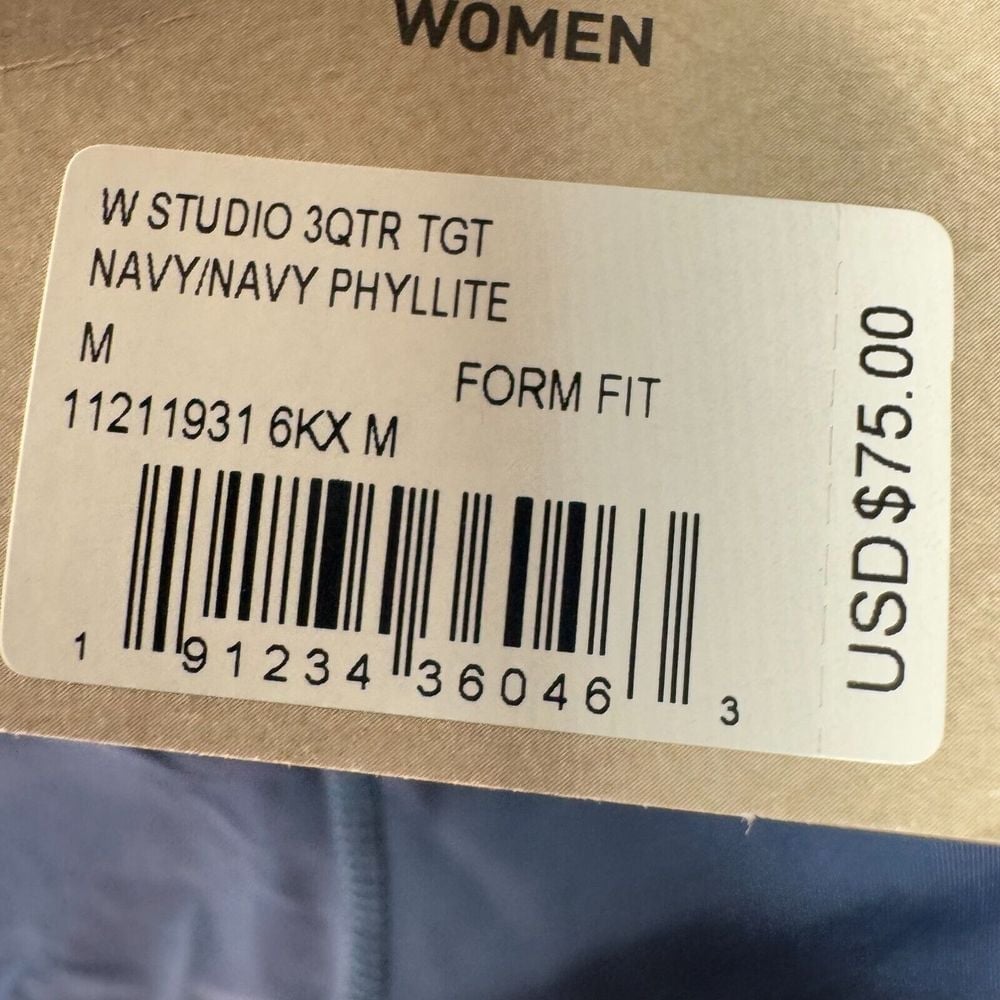 WOMEN
W STUDIO 3QTR TGT
NAVY/NAVY PHYLLITE
M
FORM FIT
11211931 6KX M
1 91234 36046 3
USD$75.00